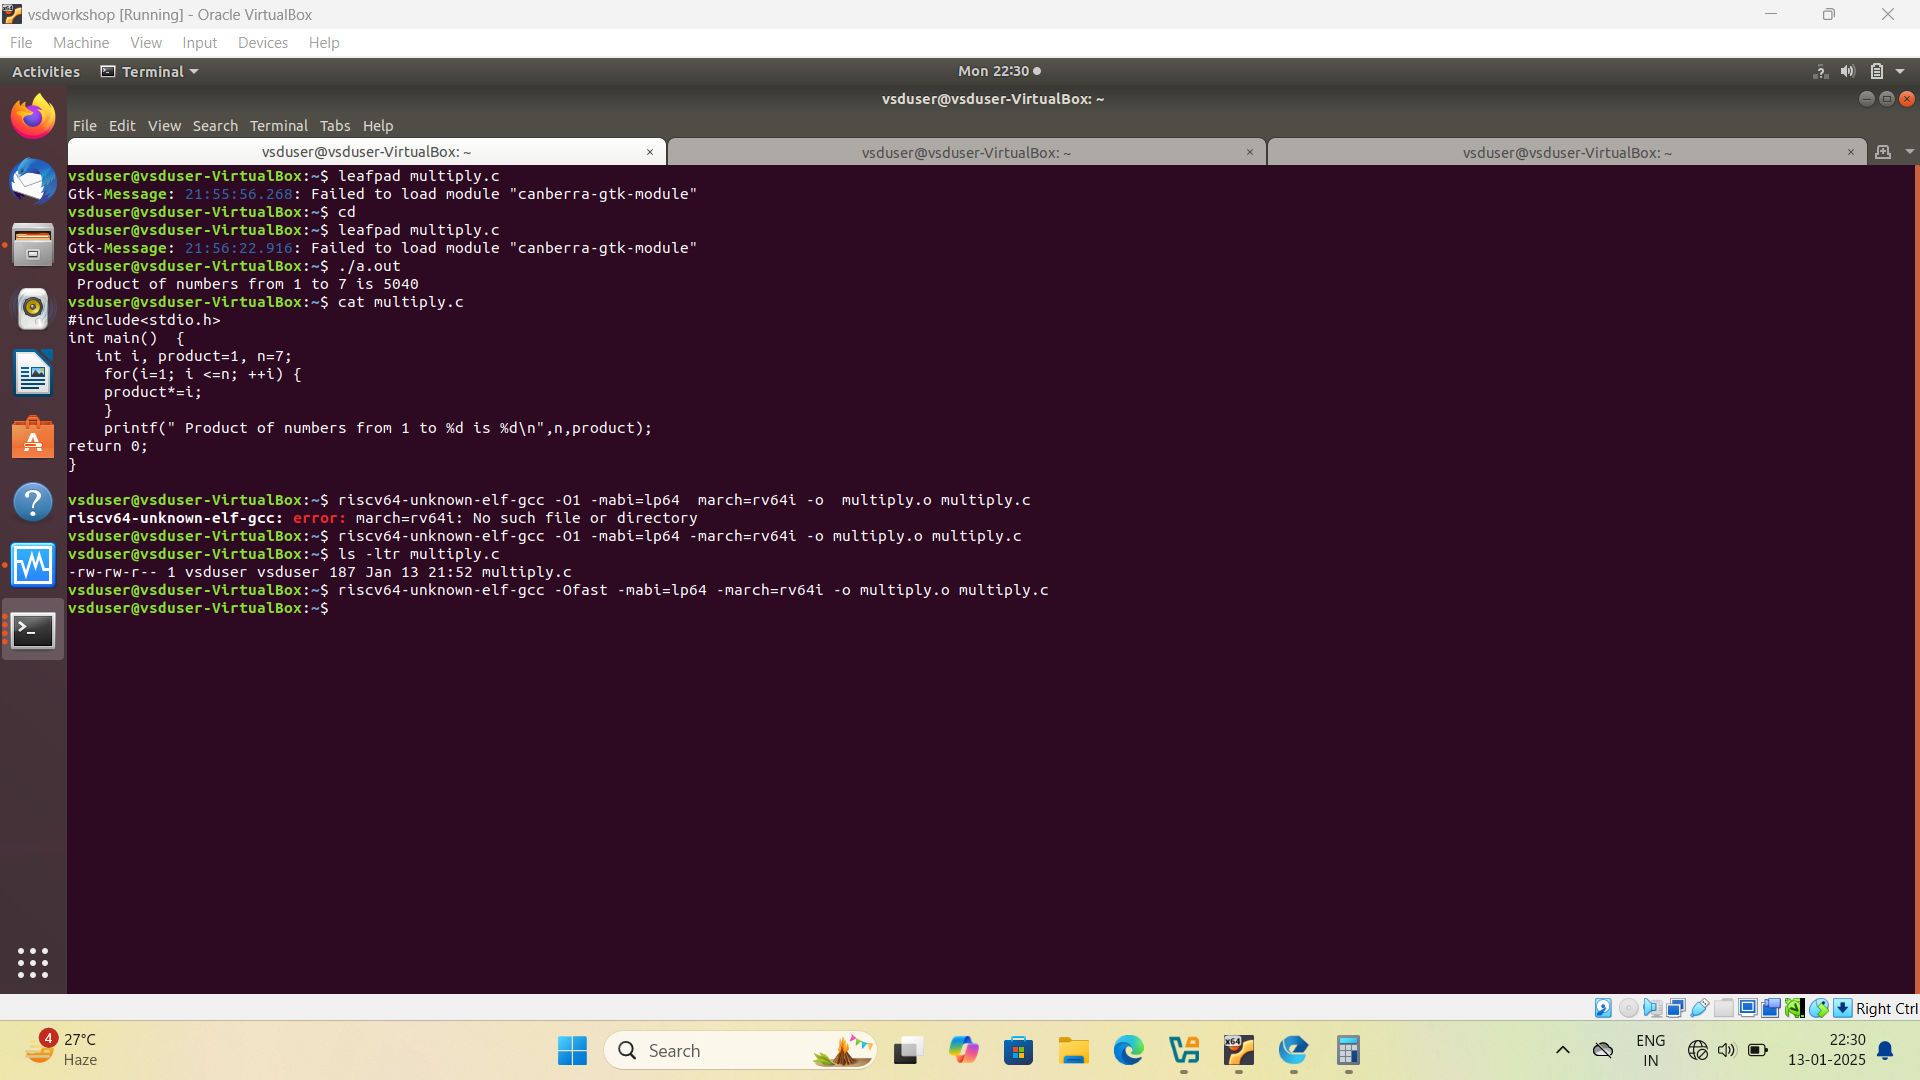 vsdworkshop [Running] - Oracle VirtualBox
File Machine View Input Devices Help
Activities Terminal Mon 22:30
vsduser@vsduser-VirtualBox: ~
File Edit View Search Terminal Tabs Help
vsduser@vsduser-VirtualBox: ~ × vsduser@vsduser-VirtualBox: ~ × vsduser@vsduser-VirtualBox: ~ ×
vsduser@vsduser-VirtualBox:~$ leafpad multiply.c
Gtk-Message: 21:55:56.268: Failed to load module "canberra-gtk-module"
vsduser@vsduser-VirtualBox:~$ cd
vsduser@vsduser-VirtualBox:~$ leafpad multiply.c
Gtk-Message: 21:56:22.916: Failed to load module "canberra-gtk-module"
vsduser@vsduser-VirtualBox:~$ ./a.out
 Product of numbers from 1 to 7 is 5040
vsduser@vsduser-VirtualBox:~$ cat multiply.c
#include<stdio.h>
int main()  {
   int i, product=1, n=7;
    for(i=1; i <=n; ++i) {
    product*=i;
    }
    printf(" Product of numbers from 1 to %d is %d\n",n,product);
return 0;
}
vsduser@vsduser-VirtualBox:~$ riscv64-unknown-elf-gcc -O1 -mabi=lp64  march=rv64i -o  multiply.o multiply.c
riscv64-unknown-elf-gcc: error: march=rv64i: No such file or directory
vsduser@vsduser-VirtualBox:~$ riscv64-unknown-elf-gcc -O1 -mabi=lp64 -march=rv64i -o multiply.o multiply.c
vsduser@vsduser-VirtualBox:~$ ls -ltr multiply.c
-rw-rw-r-- 1 vsduser vsduser 187 Jan 13 21:52 multiply.c
vsduser@vsduser-VirtualBox:~$ riscv64-unknown-elf-gcc -Ofast -mabi=lp64 -march=rv64i -o multiply.o multiply.c
vsduser@vsduser-VirtualBox:~$
Right Ctrl
4 27°C
Haze
Search
x64
ENG
IN
22:30
13-01-2025